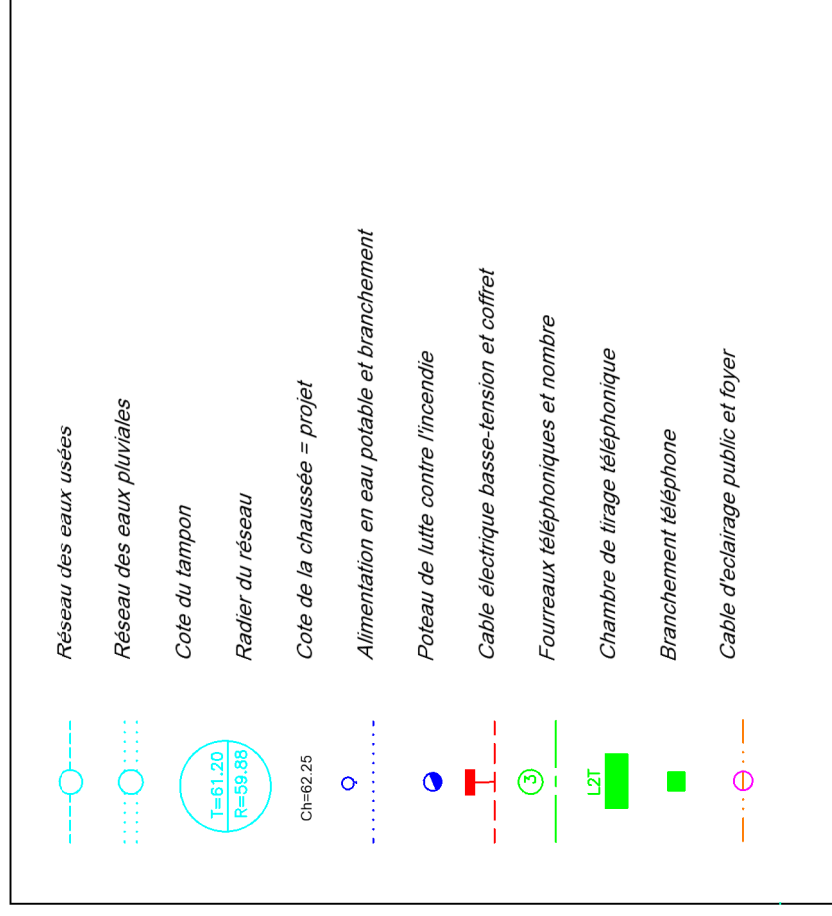 Réseau des eaux usées
Réseau des eaux pluviales
Cote du tampon
T=61.20
R=59.88
Radier du réseau
Ch=62.25
Cote de la chaussée = projet
Alimentation en eau potable et branchement
Poteau de lutte contre l'incendie
Cable électrique basse-tension et coffret
3
Fourreaux téléphoniques et nombre
L2T
Chambre de tirage téléphonique
Branchement téléphone
Cable d'eclairage public et foyer